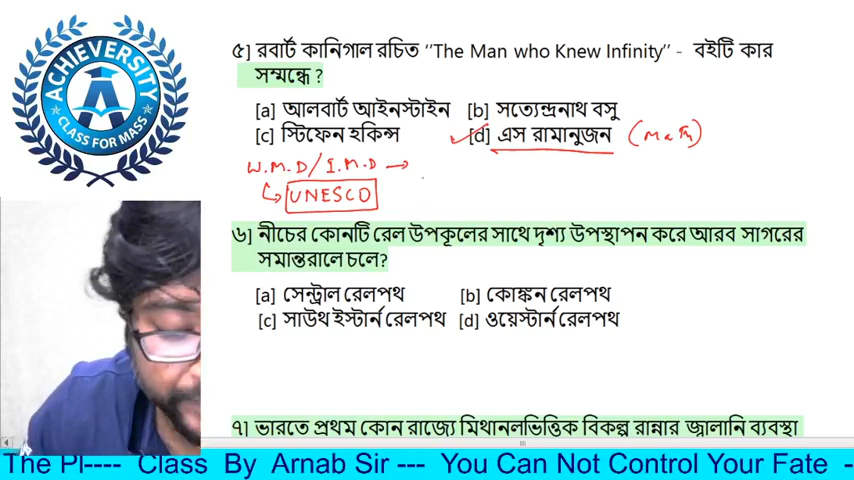 ACHIEVERSITY
A
CLASS FOR MASS
৫] রবার্ট কানিগাল রচিত ‘‘The Man who Knew Infinity’’ - বইটি কার
সম্মন্ধে ?
[a] আলবার্ট আইনস্টাইন [b] সত্যেন্দ্রনাথ বসু
[c] স্টিফেন হকিন্স [d] এস রামানুজন (Math)
W.M.D/I.M.D →
UNESCO
৬] নীচের কোনটি রেল উপকূলের সাথে দৃশ্য উপস্থাপন করে আরব সাগরের
সমান্তরালে চলে?
[a] সেন্ট্রাল রেলপথ [b] কোঙ্কন রেলপথ
[c] সাউথ ইস্টার্ন রেলপথ [d] ওয়েস্টার্ন রেলপথ
৭] ভারতে প্রথম কোন রাজ্যে মিথানলভিত্তিক বিকল্প রান্নার জ্বালানি ব্যবস্থা
The Pl---- Class By Arnab Sir --- You Can Not Control Your Fate -